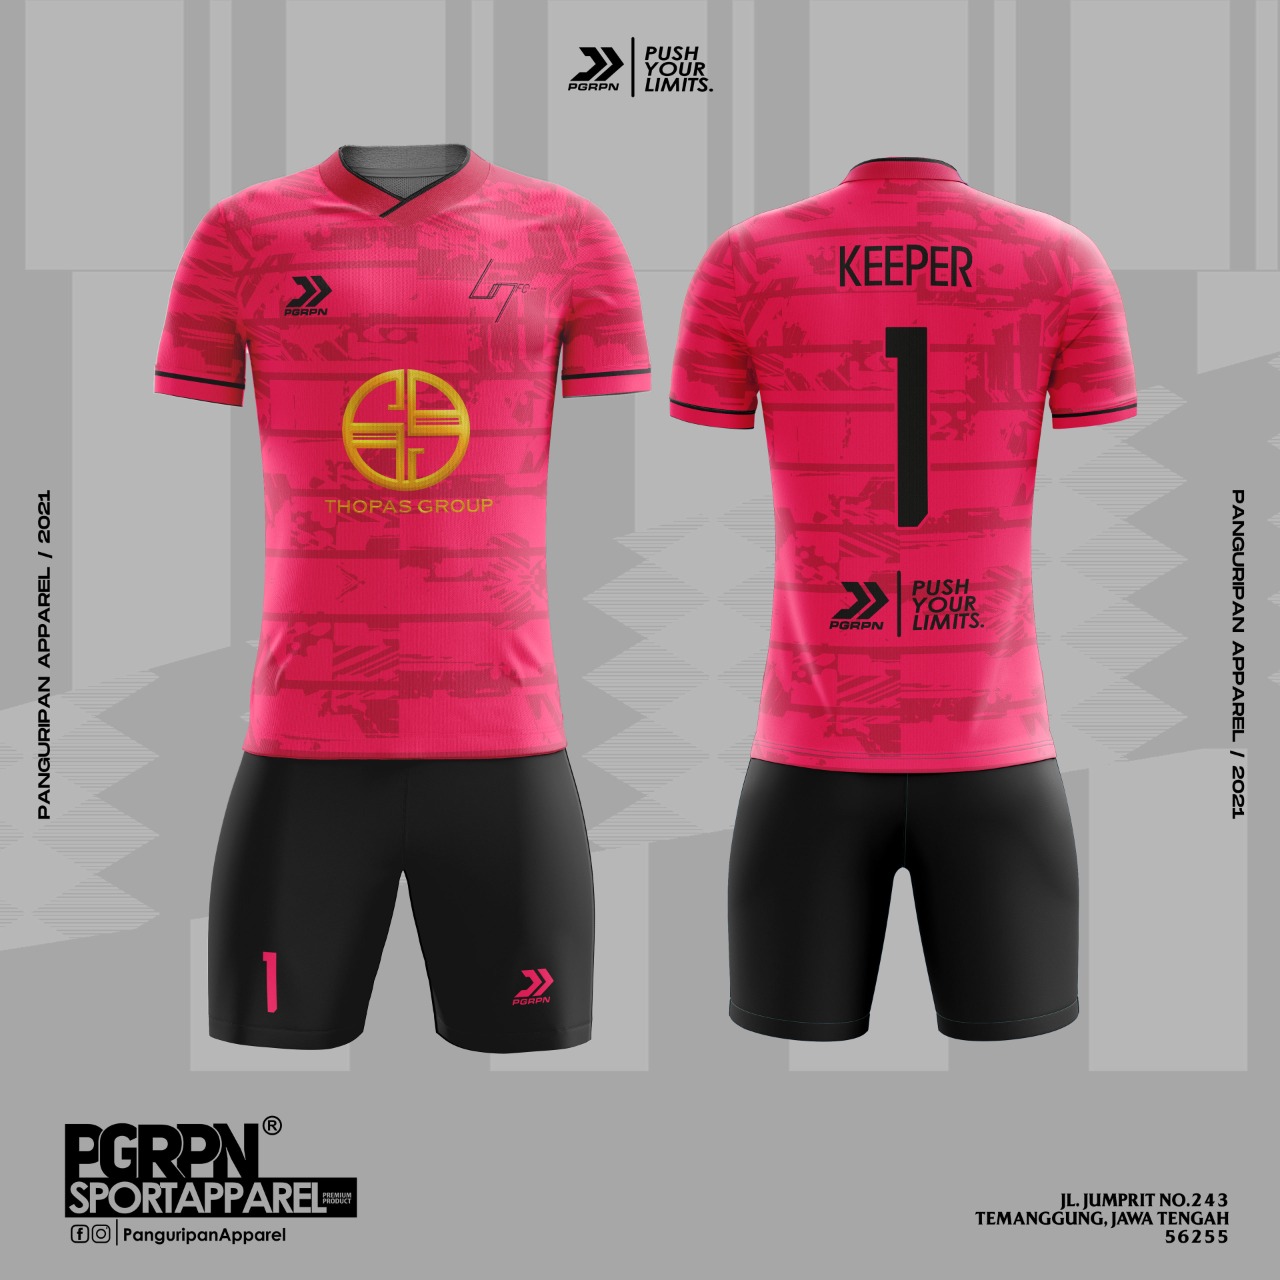 PGRPN
PUSH
YOUR
LIMITS.
PGRPN
FC
THOPAS GROUP
KEEPER
1
PGRPN
PUSH
YOUR
LIMITS.
PANGURIPAN APPAREL / 2021
PANGURIPAN APPAREL / 2021
1
PGRPN
PGRPN®
SPORTAPPAREL
PREMIUM
PRODUCT
PanguripanApparel
JL. JUMPRIT NO.243
TEMANGGUNG, JAWA TENGAH
56255